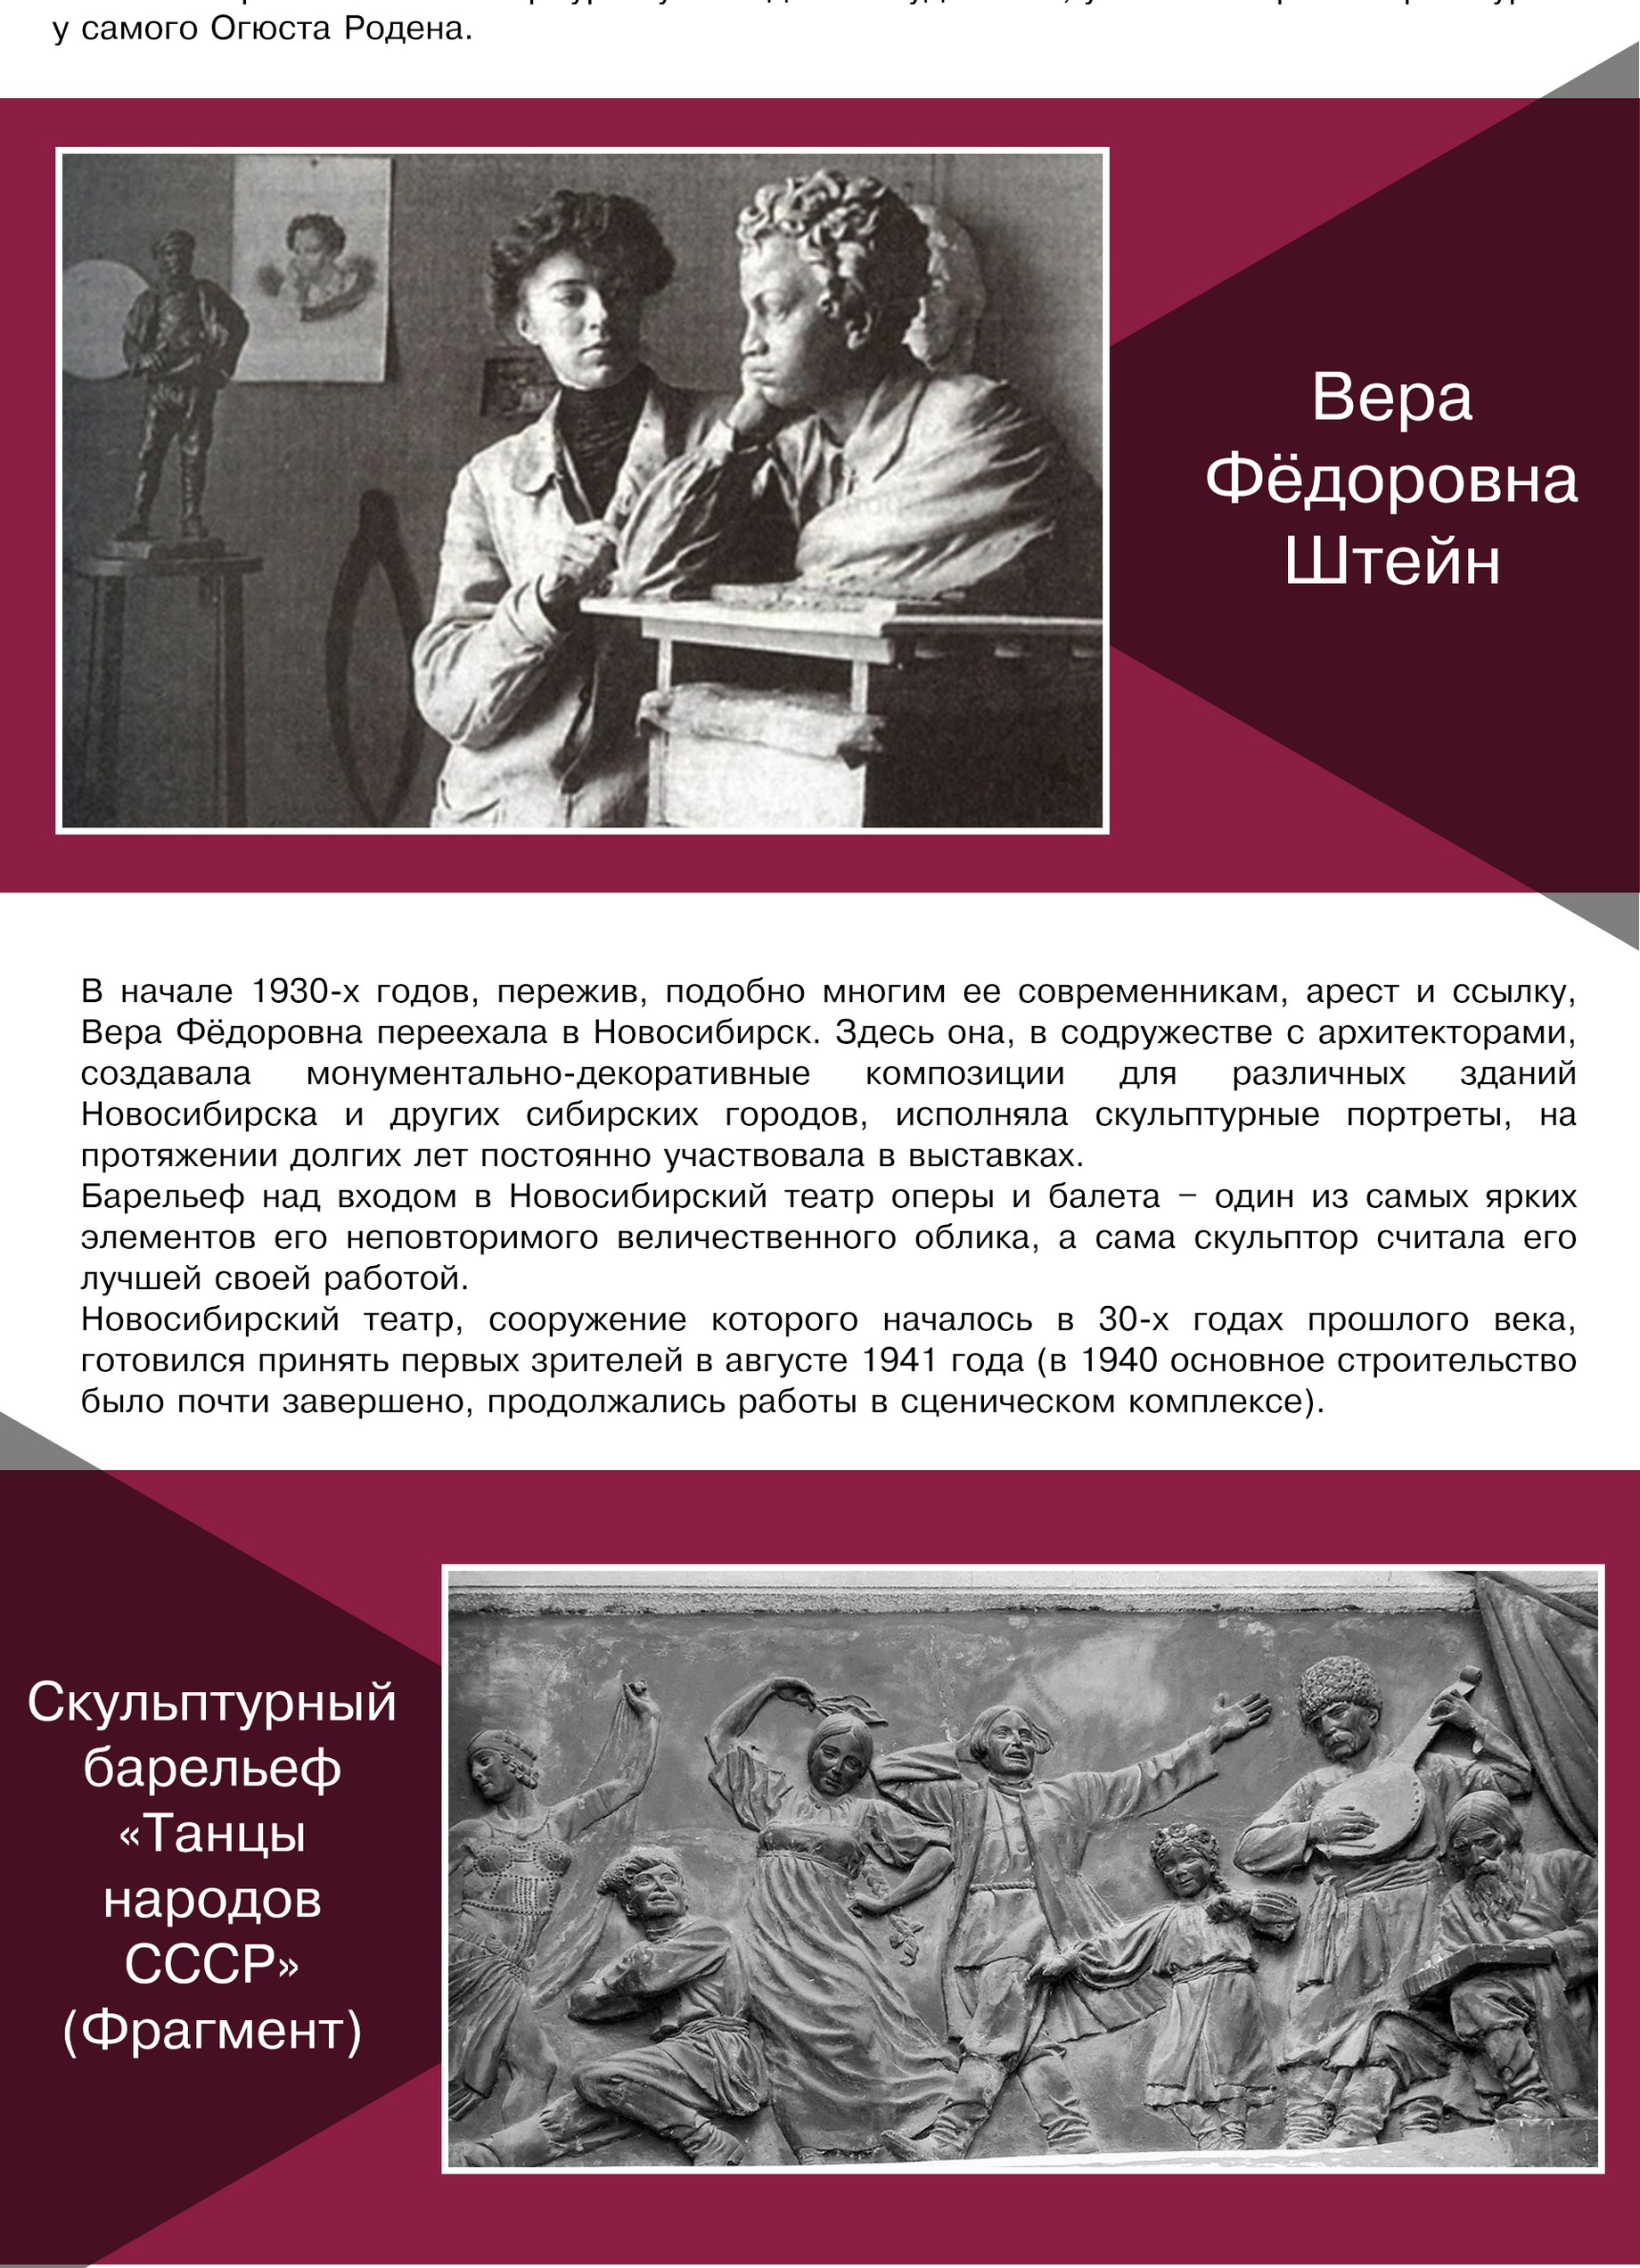 у самого Огюста Родена.
Вера
Фёдоровна
Штейн
В начале 1930-х годов, пережив, подобно многим ее современникам, арест и ссылку,
Вера Фёдоровна переехала в Новосибирск. Здесь она, в содружестве с архитекторами,
создавала монументально-декоративные композиции для различных зданий
Новосибирска и других сибирских городов, исполняла скульптурные портреты, на
протяжении долгих лет постоянно участвовала в выставках.
Барельеф над входом в Новосибирский театр оперы и балета – один из самых ярких
элементов его неповторимого величественного облика, а сама скульптор считала его
лучшей своей работой.
Новосибирский театр, сооружение которого началось в 30-х годах прошлого века,
готовился принять первых зрителей в августе 1941 года (в 1940 основное строительство
было почти завершено, продолжались работы в сценическом комплексе).
Скульптурный
барельеф
«Танцы
народов
СССР»
(Фрагмент)